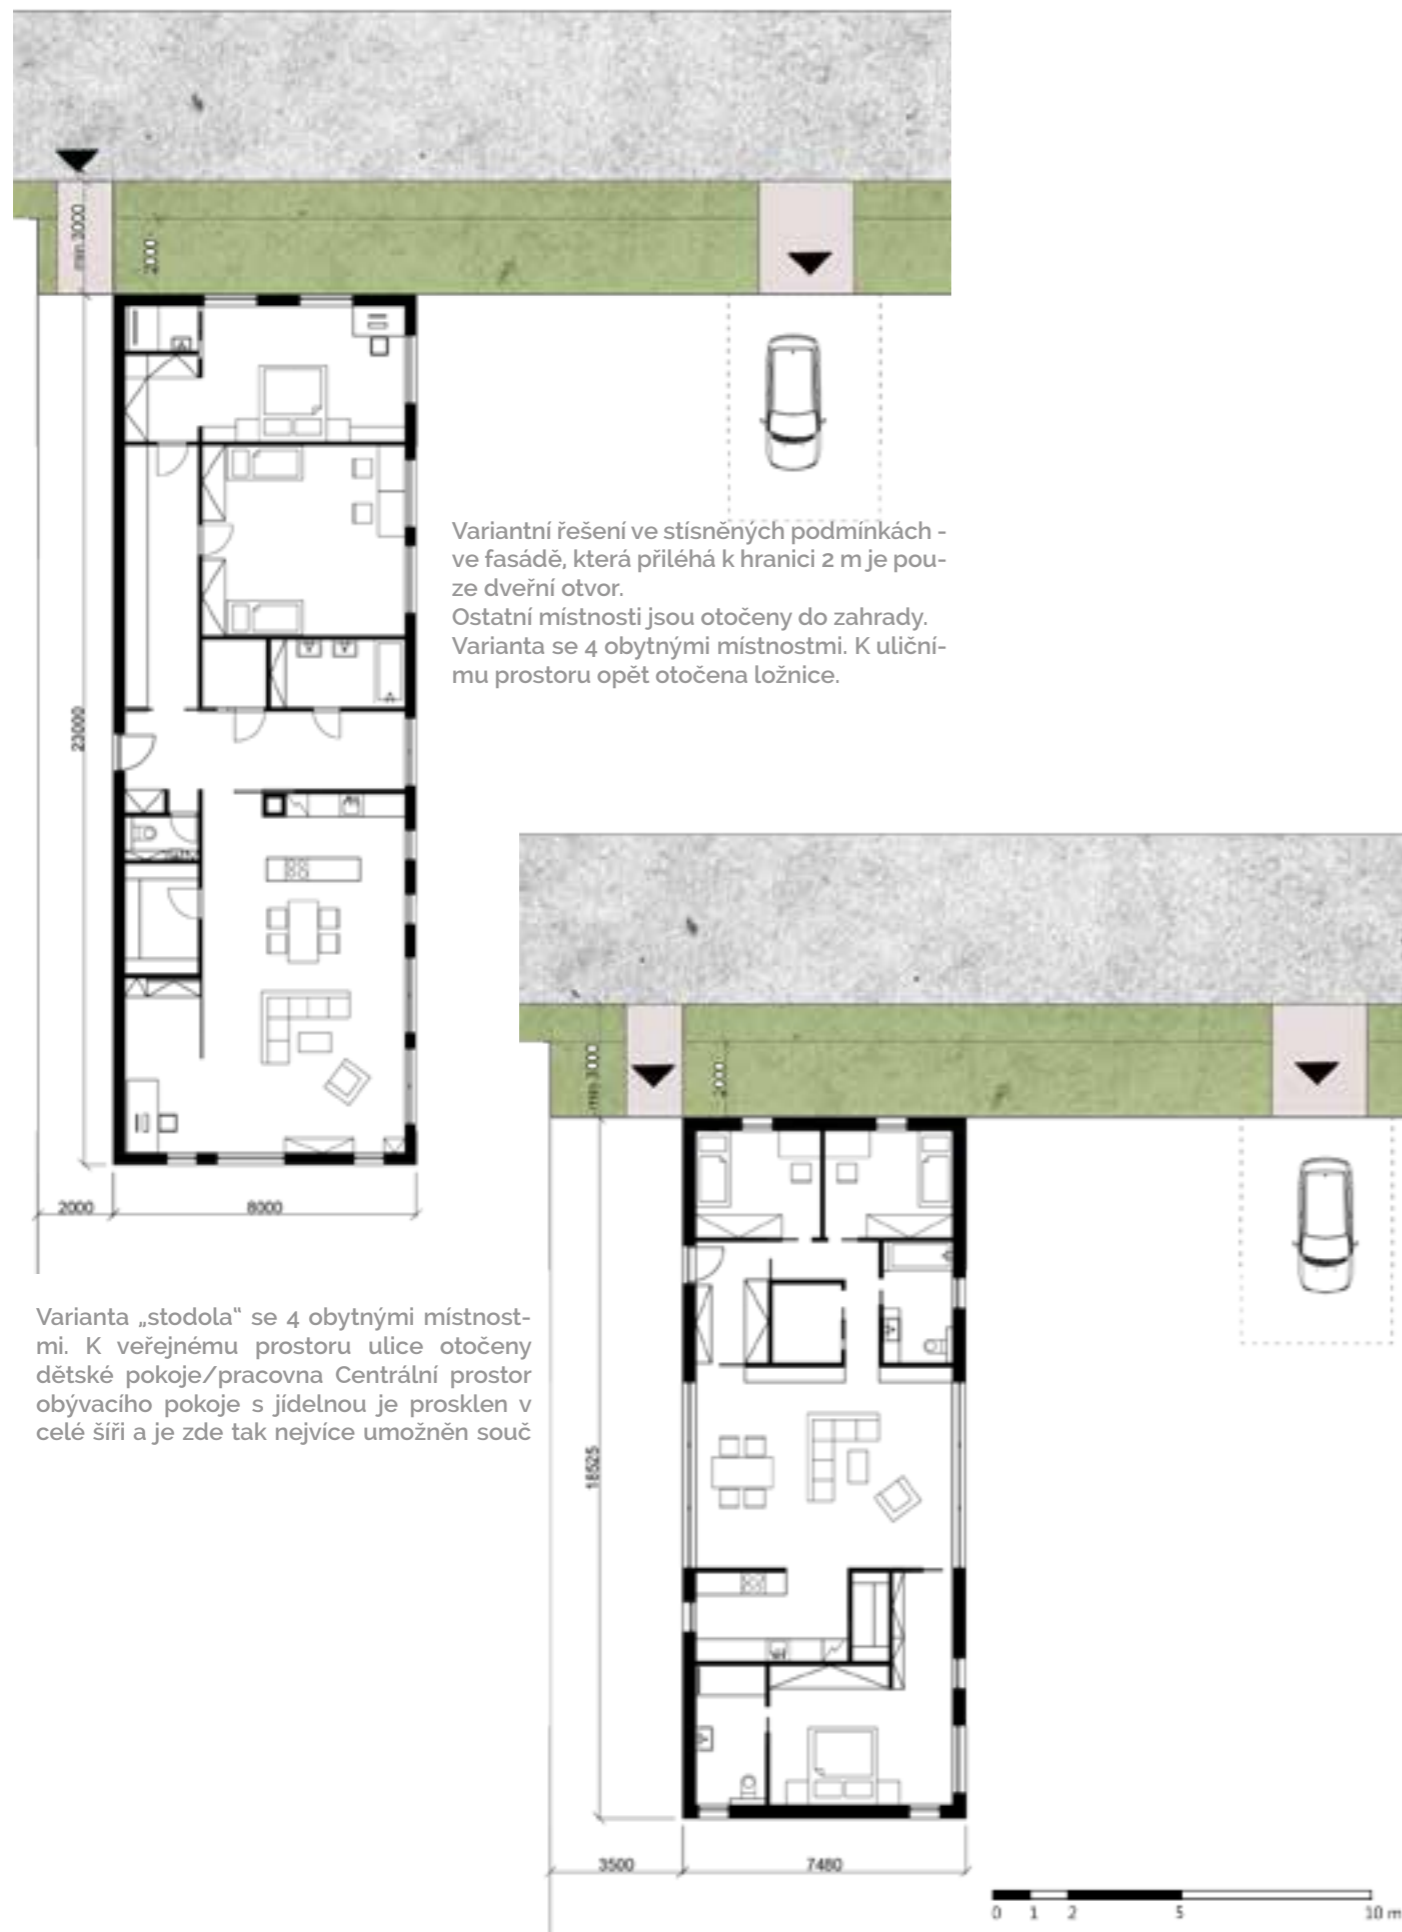 min 3000
2000
Variantní řešení ve stísněných podmínkách -
ve fasádě, která přiléhá k hranici 2 m je pou-
ze dveřní otvor.
Ostatní místnosti jsou otočeny do zahrady.
Varianta se 4 obytnými místnostmi. K uliční-
mu prostoru opět otočena ložnice.
23000
2000
8000
min 3000
2000
Varianta „stodola“ se 4 obytnými místnost-
mi. K veřejnému prostoru ulice otočeny
dětské pokoje/pracovna Centrální prostor
obývacího pokoje s jídelnou je prosklen v
celé šíři a je zde tak nejvíce umožněn souč
18525
3500
7480
0 1 2 5 10 m